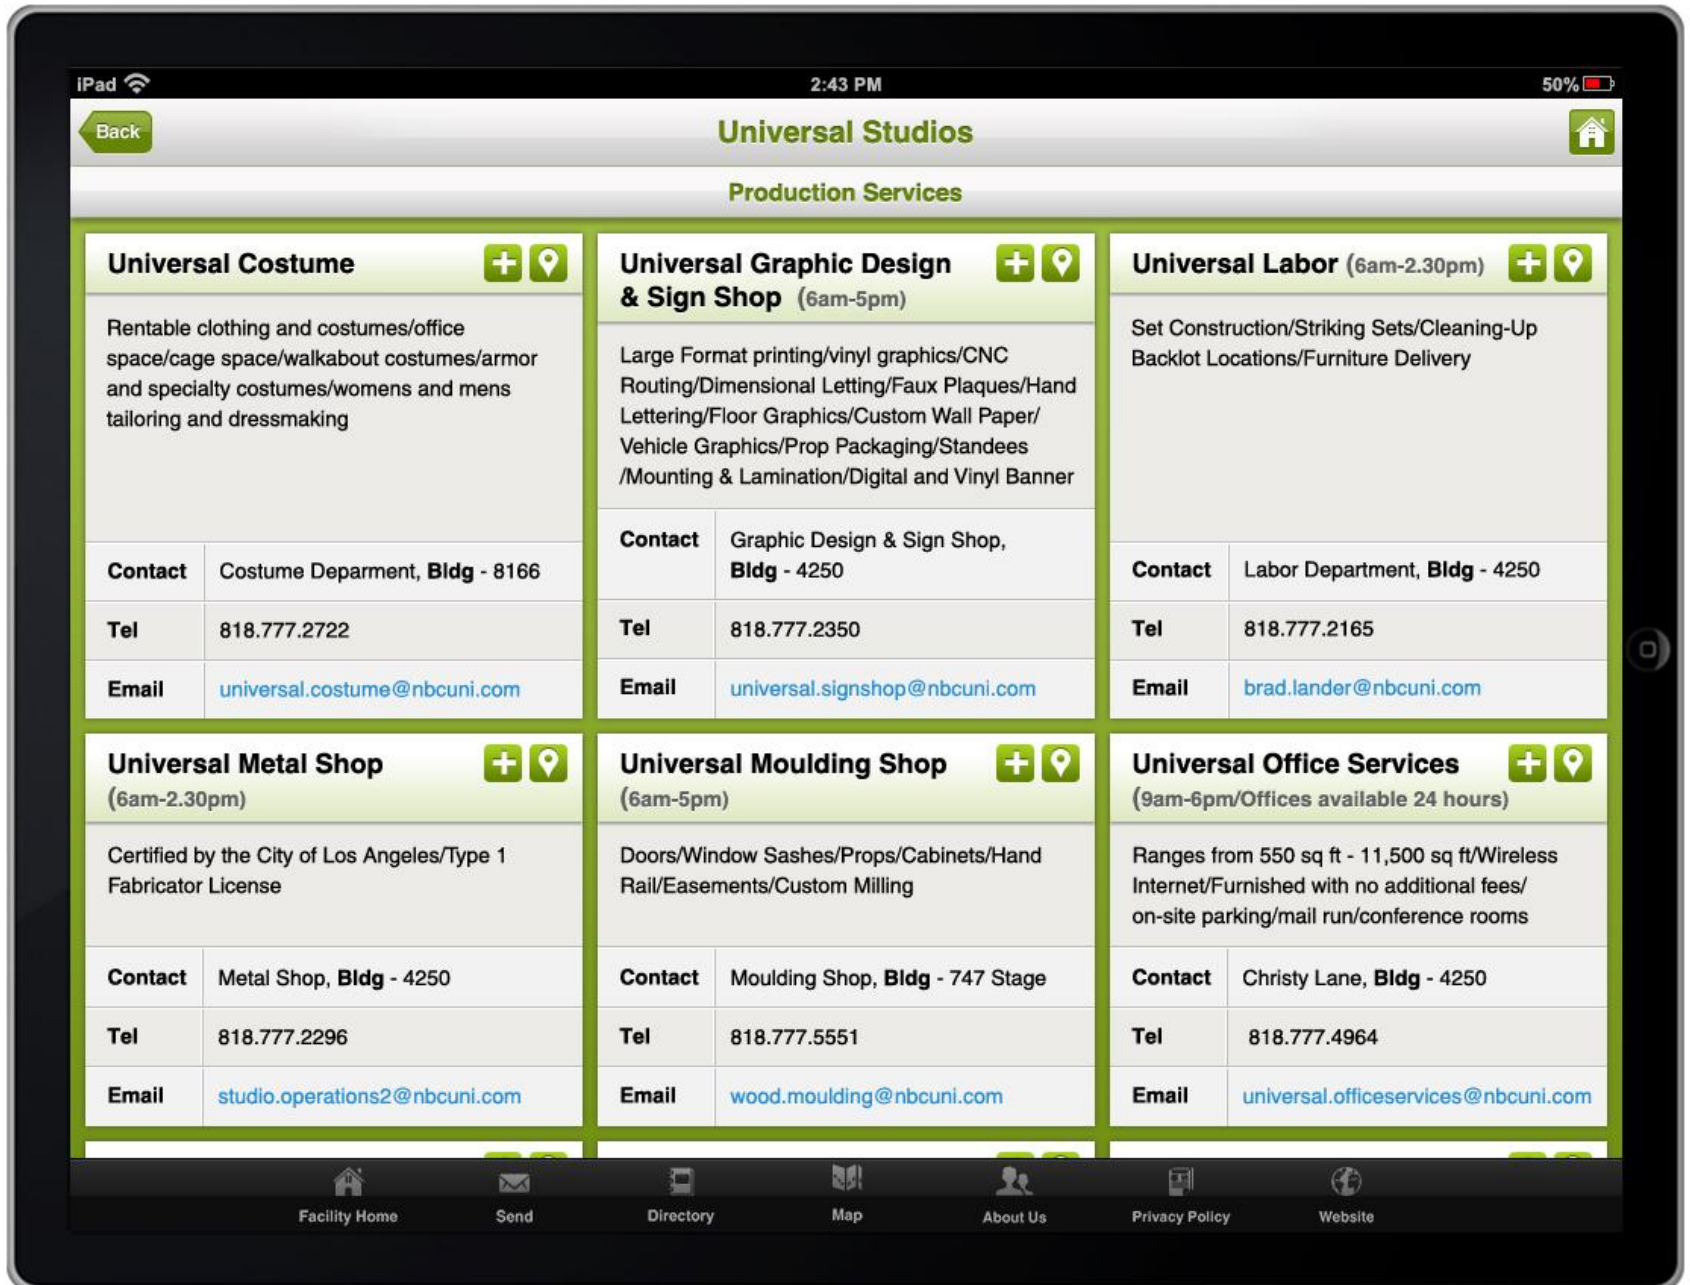 iPad 2:43 PM 50%
Back Universal Studios
Production Services
Universal Costume
Rentable clothing and costumes/office
space/cage space/walkabout costumes/armor
and specialty costumes/womens and mens
tailoring and dressmaking
Contact Costume Deparment, Bldg - 8166
Tel 818.777.2722
Email universal.costume@nbcuni.com
Universal Graphic Design
& Sign Shop (6am-5pm)
Large Format printing/vinyl graphics/CNC
Routing/Dimensional Letting/Faux Plaques/Hand
Lettering/Floor Graphics/Custom Wall Paper/
Vehicle Graphics/Prop Packaging/Standees
/Mounting & Lamination/Digital and Vinyl Banner
Contact Graphic Design & Sign Shop,
Bldg - 4250
Tel 818.777.2350
Email universal.signshop@nbcuni.com
Universal Labor (6am-2.30pm)
Set Construction/Striking Sets/Cleaning-Up
Backlot Locations/Furniture Delivery
Contact Labor Department, Bldg - 4250
Tel 818.777.2165
Email brad.lander@nbcuni.com
Universal Metal Shop
(6am-2.30pm)
Certified by the City of Los Angeles/Type 1
Fabricator License
Contact Metal Shop, Bldg - 4250
Tel 818.777.2296
Email studio.operations2@nbcuni.com
Universal Moulding Shop
(6am-5pm)
Doors/Window Sashes/Props/Cabinets/Hand
Rail/Easements/Custom Milling
Contact Moulding Shop, Bldg - 747 Stage
Tel 818.777.5551
Email wood.moulding@nbcuni.com
Universal Office Services
(9am-6pm/Offices available 24 hours)
Ranges from 550 sq ft - 11,500 sq ft/Wireless
Internet/Furnished with no additional fees/
on-site parking/mail run/conference rooms
Contact Christy Lane, Bldg - 4250
Tel 818.777.4964
Email universal.officeservices@nbcuni.com
Facility Home Send Directory Map About Us Privacy Policy Website